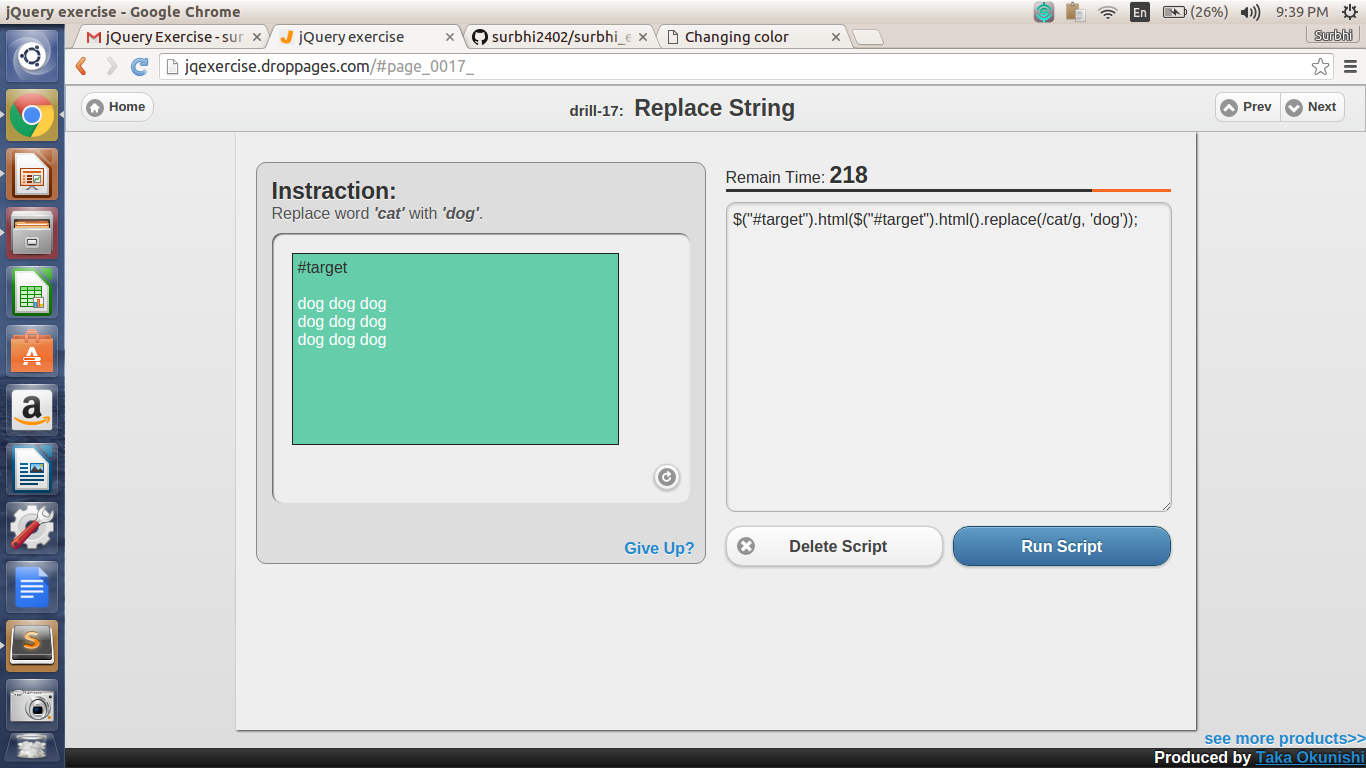 jQuery exercise - Google Chrome
En
(26%)
9:39 PM
jQuery Exercise - sur
jQuery exercise
surbhi2402/surbhi_e
Changing color
Surbhi
jqexercise.droppages.com/#page_0017_
Home
drill-17: Replace String
Prev
Next
Instraction:
Replace word 'cat' with 'dog'.
#target
dog dog dog
dog dog dog
dog dog dog
Give Up?
Remain Time: 218
$("#target").html($("#target").html().replace(/cat/g, 'dog'));
Delete Script
Run Script
see more products>>
Produced by Taka Okunishi